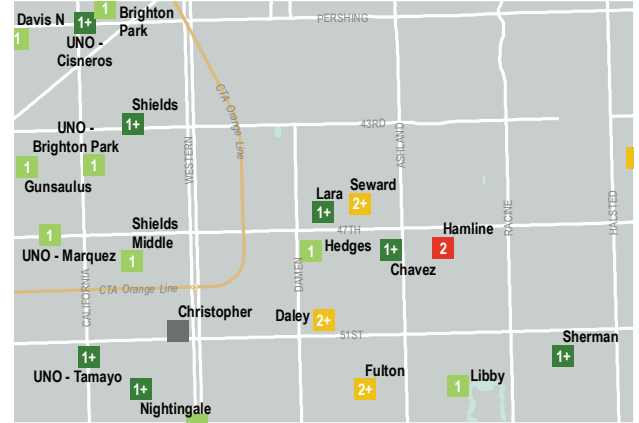 Davis N
1
1+
UNO -
Cisneros
1
Brighton
Park
PERSHING
CTA Orange Line
Shields
1+
43RD
UNO -
Brighton Park
1
1
Gunsaulus
WESTERN
ASHLAND
Lara
1+
Seward
2+
RACINE
HALSTED
1
UNO - Marquez
Shields
Middle
1
47TH
1
Hedges
DAMEN
1+
Chavez
Hamline
2
CTA Orange Line
CALIFORNIA
Christopher
Daley
2+
51ST
Sherman
1+
1+
UNO - Tamayo
1+
Nightingale
Fulton
2+
1
Libby